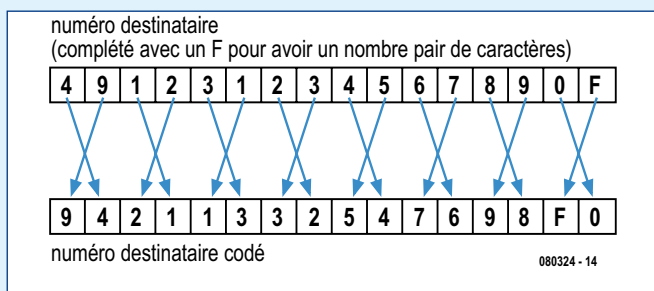 numéro destinataire
(complété avec un F pour avoir un nombre pair de caractères)
4 9 1 2 3 1 2 3 4 5 6 7 8 9 0 F
9 4 2 1 1 3 3 2 5 4 7 6 9 8 F 0
numéro destinataire codé
080324 - 14